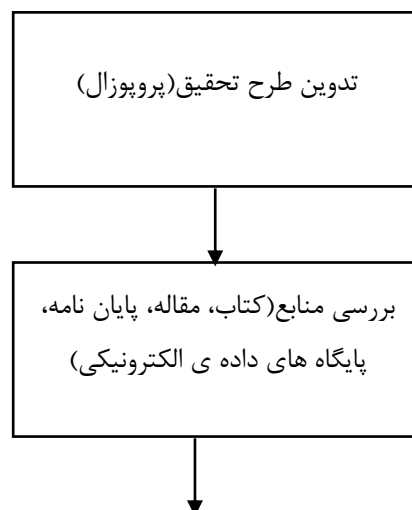 تدوین طرح تحقیق(پروپوزال)
بررسی منابع(کتاب، مقاله، پایان نامه،
پایگاه های داده ی الکترونیکی)